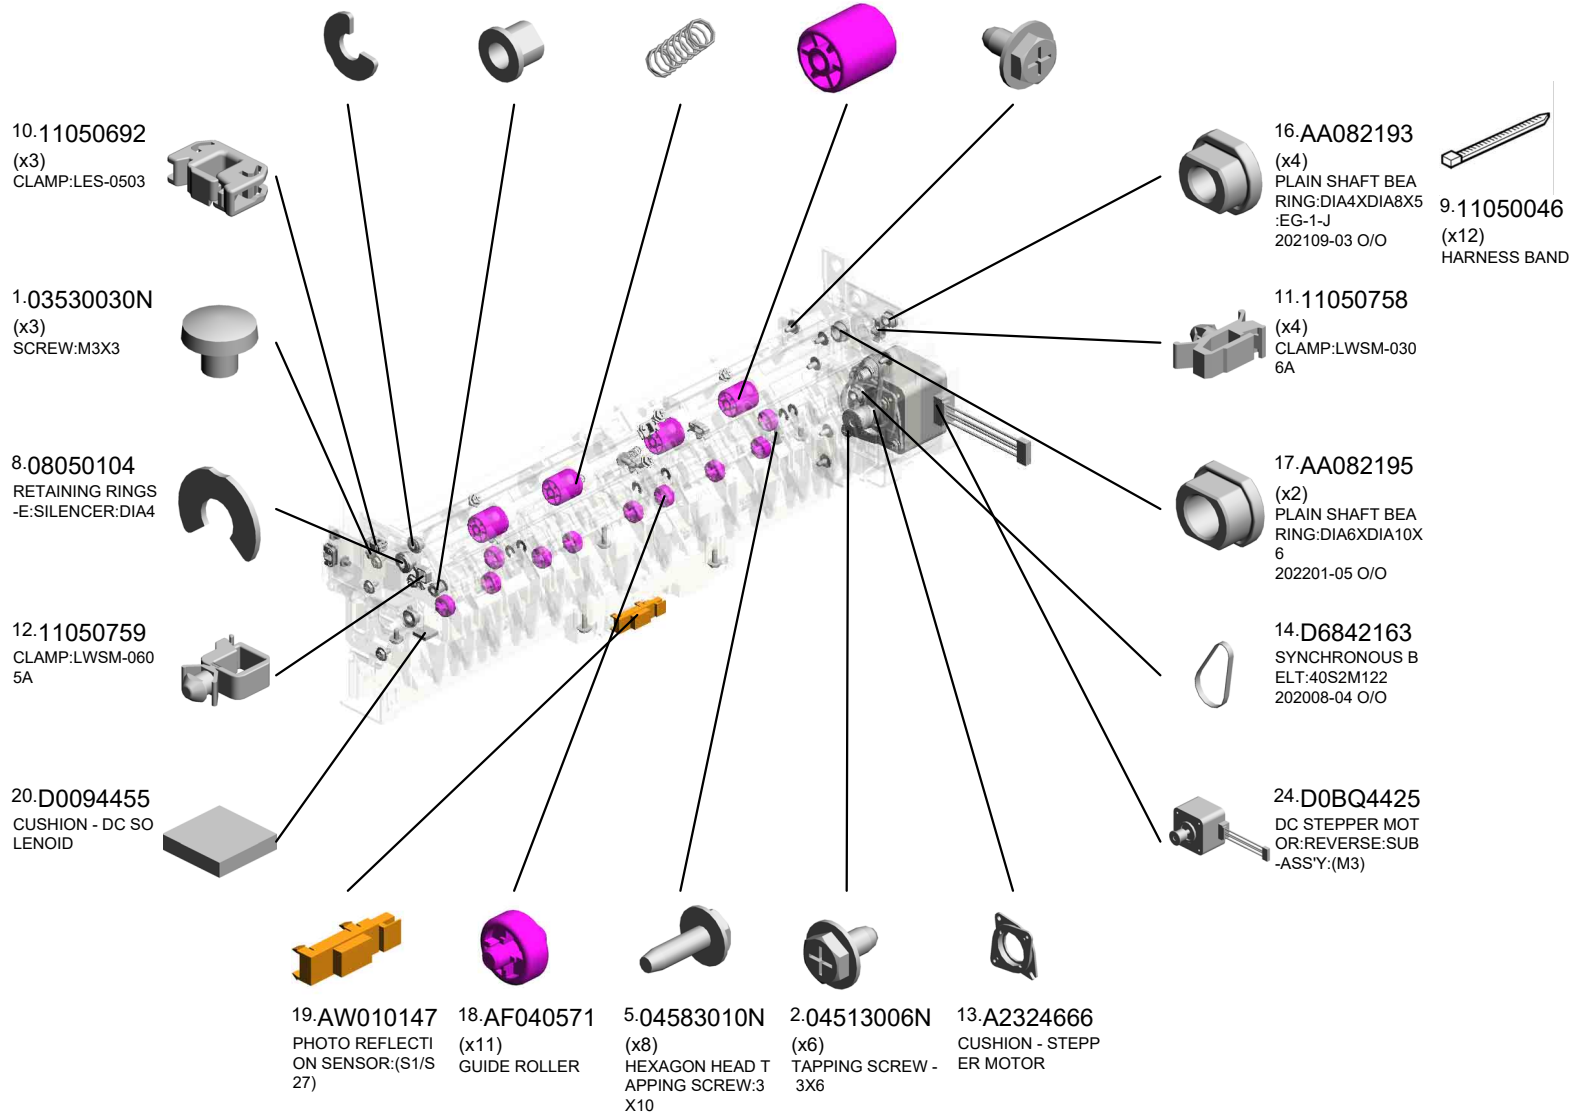 10.11050692
(x3)
CLAMP:LES-0503
1.03530030N
(x3)
SCREW:M3X3
8.08050104
RETAINING RINGS
-E:SILENCER:DIA4
12.11050759
CLAMP:LWSM-060
5A
20.D0094455
CUSHION - DC SO
LENOID
16.AA082193
(x4)
PLAIN SHAFT BEA
RING:DIA4XDIA8X5
:EG-1-J
202109-03 O/O
9.11050046
(x12)
HARNESS BAND
11.11050758
(x4)
CLAMP:LWSM-030
6A
17.AA082195
(x2)
PLAIN SHAFT BEA
RING:DIA6XDIA10X
6
202201-05 O/O
14.D6842163
SYNCHRONOUS B
ELT:40S2M122
202008-04 O/O
24.D0BQ4425
DC STEPPER MOT
OR:REVERSE:SUB
-ASS'Y:(M3)
19.AW010147
PHOTO REFLECTI
ON SENSOR:(S1/S
27)
18.AF040571
(x11)
GUIDE ROLLER
5.04583010N
(x8)
HEXAGON HEAD T
APPING SCREW:3
X10
2.04513006N
(x6)
TAPPING SCREW -
3X6
13.A2324666
CUSHION - STEPP
ER MOTOR